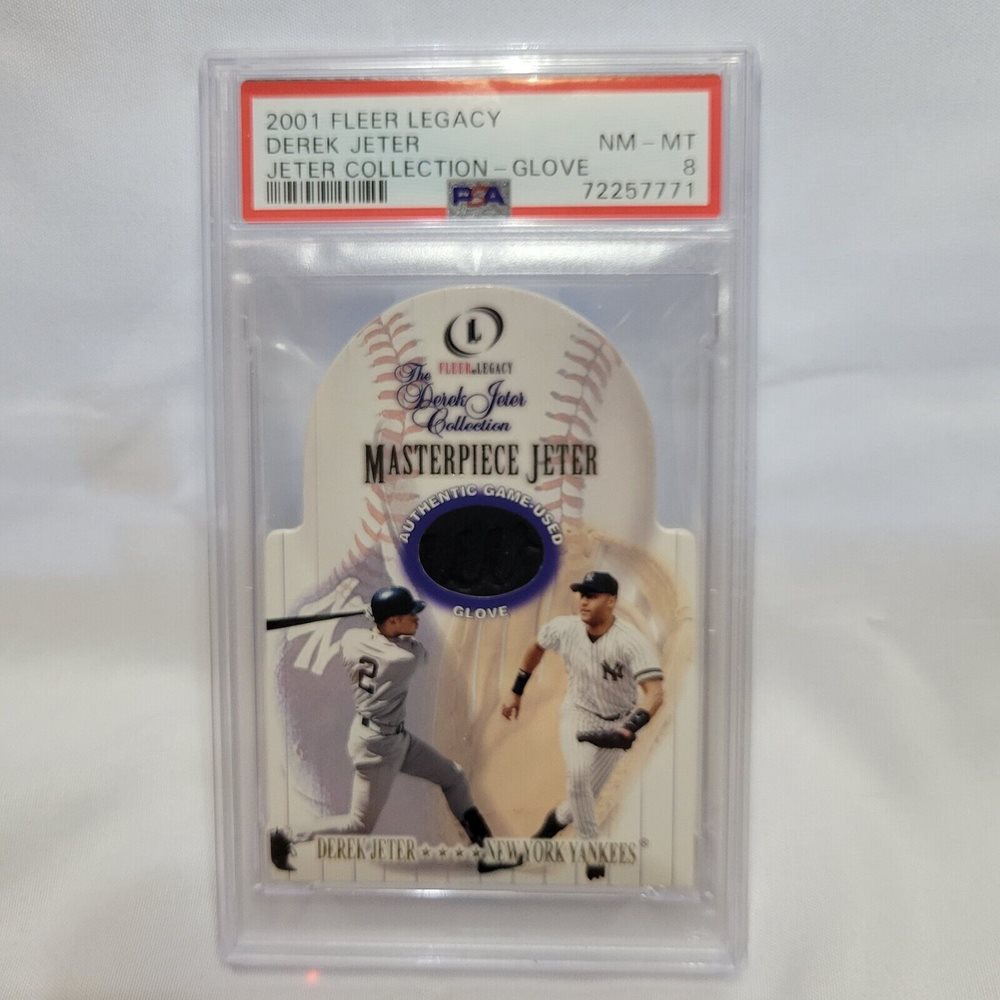 2001 FLEER LEGACY
DEREK JETER NM - MT
JETER COLLECTION - GLOVE 8
PSA 72257771
L
FLEER LEGACY
The
Derek Jeter
Collection
MASTERPIECE JETER
AUTHENTIC GAME-USED
GLOVE
2
NY
DEREK JETER ★★★★ NEW YORK YANKEES®